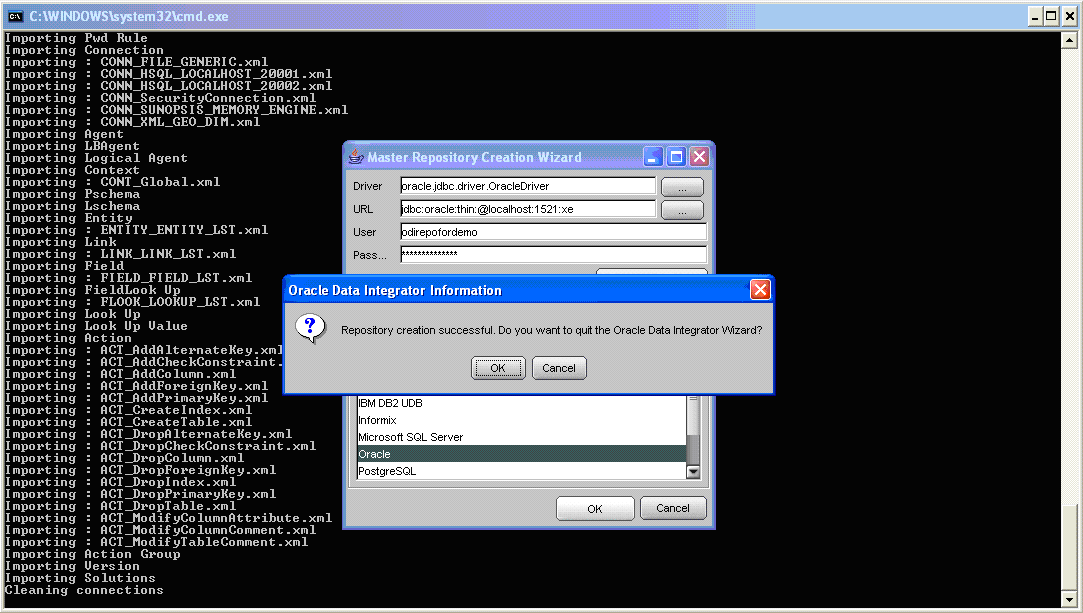 C:\WINDOWS\system32\cmd.exe
Importing Pwd Rule
Importing Connection
Importing : CONN_FILE_GENERIC.xml
Importing : CONN_HSQL_LOCALHOST_20001.xml
Importing : CONN_HSQL_LOCALHOST_20002.xml
Importing : CONN_SecurityConnection.xml
Importing : CONN_SUNOPSIS_MEMORY_ENGINE.xml
Importing : CONN_XML_GEO_DIM.xml
Importing Agent
Importing LBAgent
Importing Logical Agent
Importing Context
Importing : CONT_Global.xml
Importing Pschema
Importing Lschema
Importing Entity
Importing : ENTITY_ENTITY_LST.xml
Importing Link
Importing : LINK_LINK_LST.xml
Importing Field
Importing : FIELD_FIELD_LST.xml
Importing FieldLook Up
Importing : FLOOK_LOOKUP_LST.xml
Importing Look Up
Importing Look Up Value
Importing Action
Importing : ACT_AddAlternateKey.xml
Importing : ACT_AddCheckConstraint.
Importing : ACT_AddColumn.xml
Importing : ACT_AddForeignKey.xml
Importing : ACT_AddPrimaryKey.xml
Importing : ACT_CreateIndex.xml
Importing : ACT_CreateTable.xml
Importing : ACT_DropAlternateKey.xml
Importing : ACT_DropCheckConstraint.xml
Importing : ACT_DropColumn.xml
Importing : ACT_DropForeignKey.xml
Importing : ACT_DropIndex.xml
Importing : ACT_DropPrimaryKey.xml
Importing : ACT_DropTable.xml
Importing : ACT_ModifyColumnAttribute.xml
Importing : ACT_ModifyColumnComment.xml
Importing : ACT_ModifyTableComment.xml
Importing Action Group
Importing Version
Importing Solutions
Cleaning connections
Master Repository Creation Wizard
Driver oracle.jdbc.driver.OracleDriver ...
URL jdbc:oracle:thin:@localhost:1521:xe ...
User odirepofordemo
Pass... *************
Oracle Data Integrator Information
Repository creation successful. Do you want to quit the Oracle Data Integrator Wizard?
OK Cancel
IBM DB2 UDB
Informix
Microsoft SQL Server
Oracle
PostgreSQL
OK Cancel